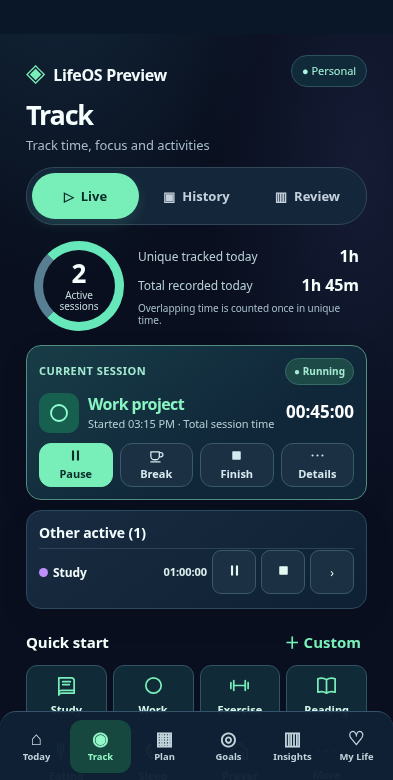 LifeOS Preview
Personal
Track
Track time, focus and activities
Live
History
Review
2
Active
sessions
Unique tracked today 1h
Total recorded today 1h 45m
Overlapping time is counted once in unique
time.
CURRENT SESSION
Running
Work project
Started 03:15 PM · Total session time
00:45:00
Pause
Break
Finish
Details
Other active (1)
Study 01:00:00
Quick start
+ Custom
Study
Work
Exercise
Reading
Today
Track
Plan
Goals
Insights
My Life